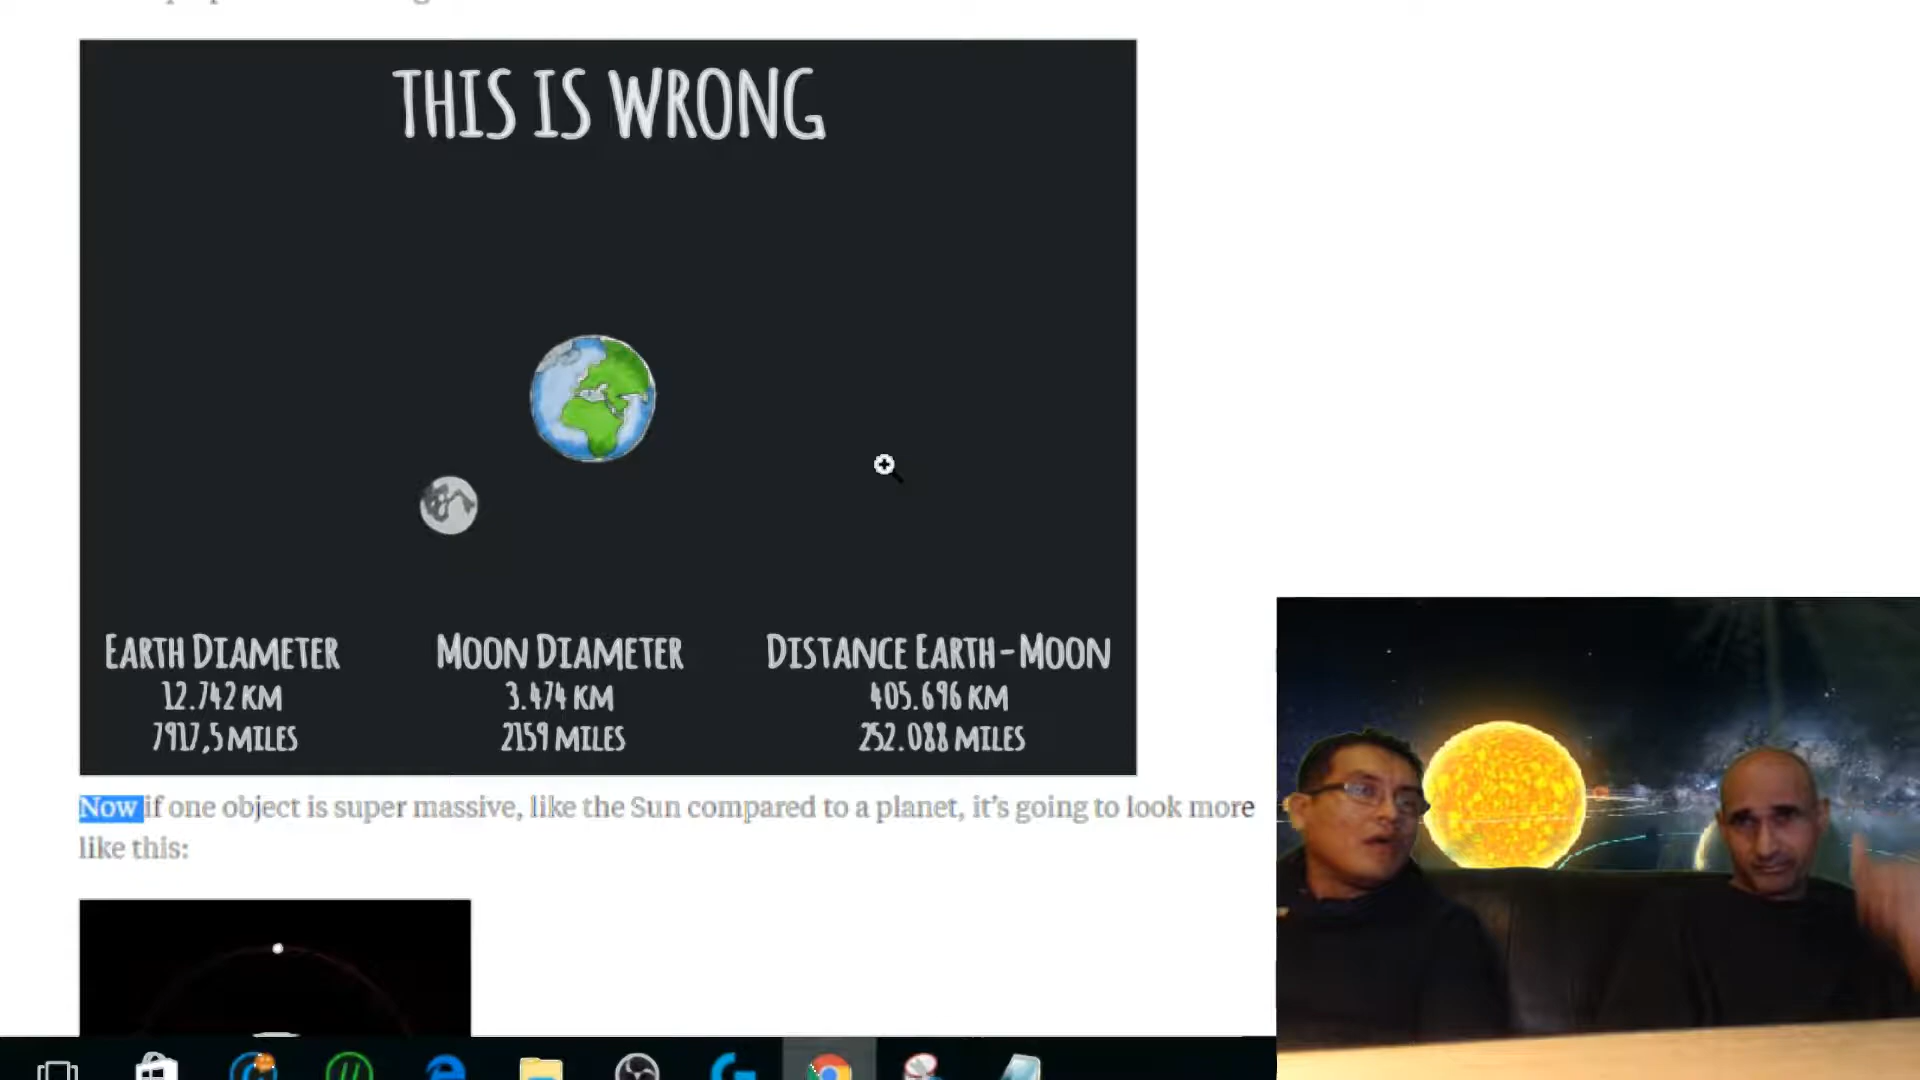 THIS IS WRONG
EARTH DIAMETER
12.742 KM
7917,5 MILES
MOON DIAMETER
3.474 KM
2159 MILES
DISTANCE EARTH-MOON
405.696 KM
252.088 MILES
Now if one object is super massive, like the Sun compared to a planet, it's going to look more
like this: